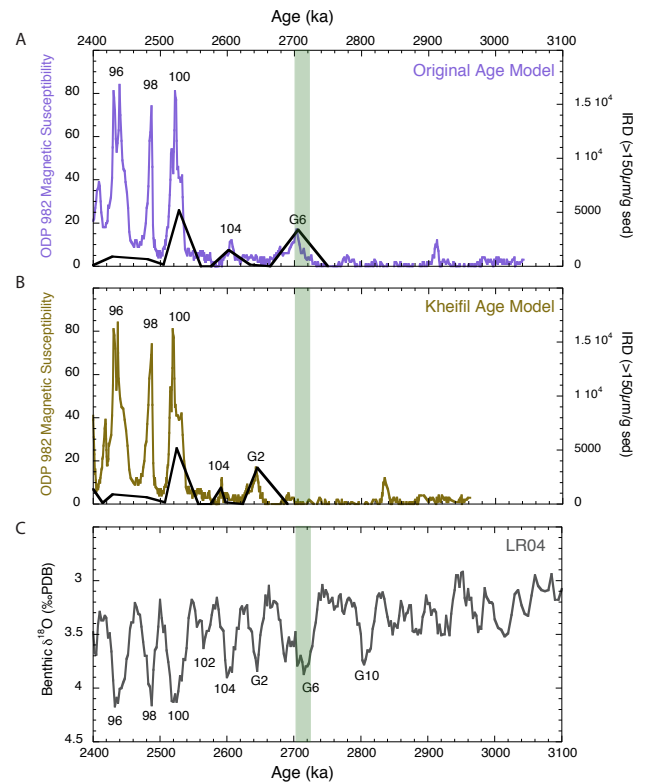 Age (ka)
2400 2500 2600 2700 2800 2900 3000 3100
A
ODP 982 Magnetic Susceptibility
80
60
40
20
0
96
98
100
104
G6
Original Age Model
1.5 10⁴
10⁴
5000
0
IRD (>150µm/g sed)
B
ODP 982 Magnetic Susceptibility
80
60
40
20
0
96
98
100
104
G2
Kheifil Age Model
1.5 10⁴
10⁴
5000
0
IRD (>150µm/g sed)
C
Benthic δ¹⁸O (‰PDB)
3
3.5
4
4.5
LR04
96
98
100
102
104
G2
G6
G10
2400 2500 2600 2700 2800 2900 3000 3100
Age (ka)